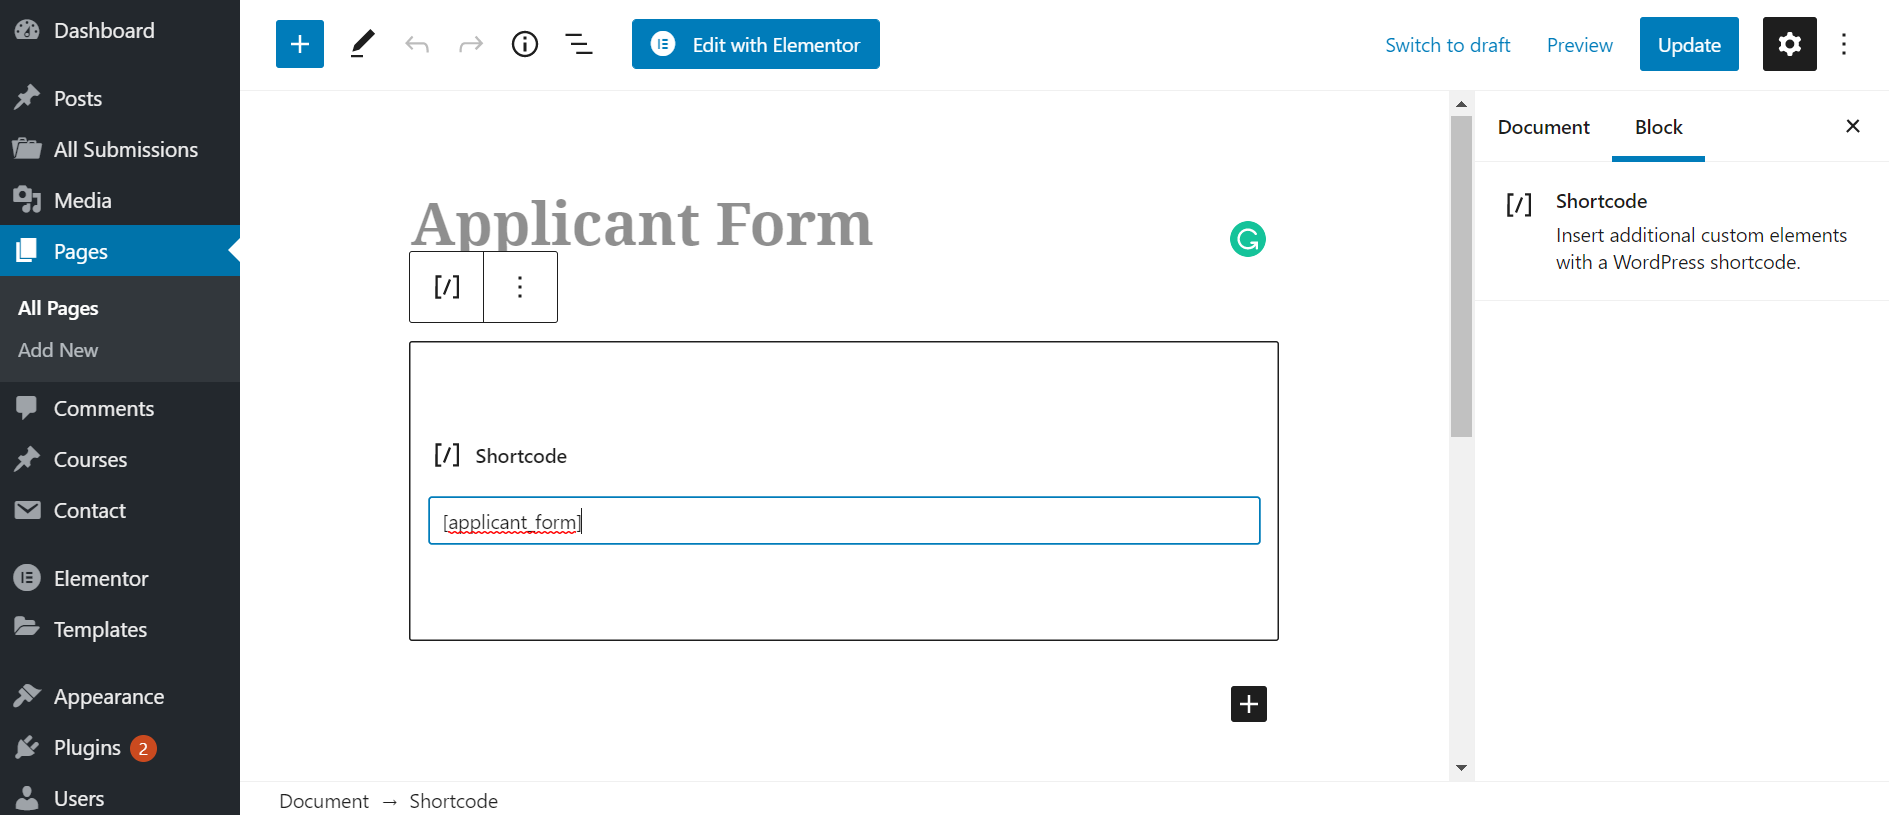 Dashboard
Posts
All Submissions
Media
Pages
All Pages
Add New
Comments
Courses
Contact
Elementor
Templates
Appearance
Plugins 2
Users
Edit with Elementor
Switch to draft
Preview
Update
Applicant Form
[/]
[/] Shortcode
[applicant_form]
Document → Shortcode
Document
Block
[/] Shortcode
Insert additional custom elements
with a WordPress shortcode.